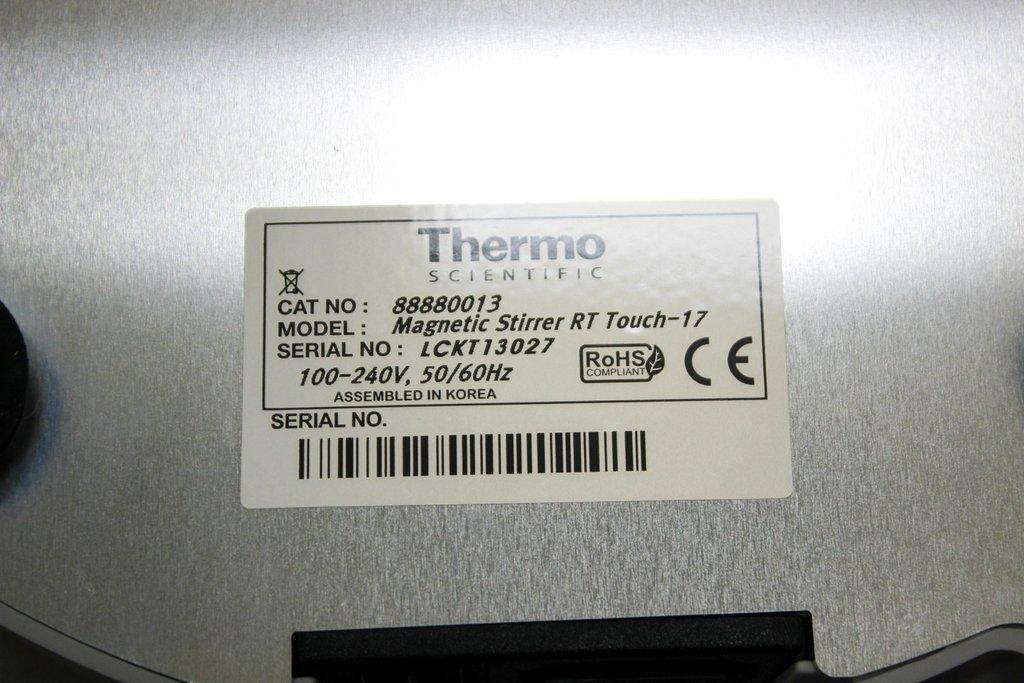 Thermo
SCIENTIFIC
CAT NO : 88880013
MODEL : Magnetic Stirrer RT Touch-17
SERIAL NO : LCKT13027
100-240V, 50/60Hz
ASSEMBLED IN KOREA
RoHS
COMPLIANT
CE
SERIAL NO.